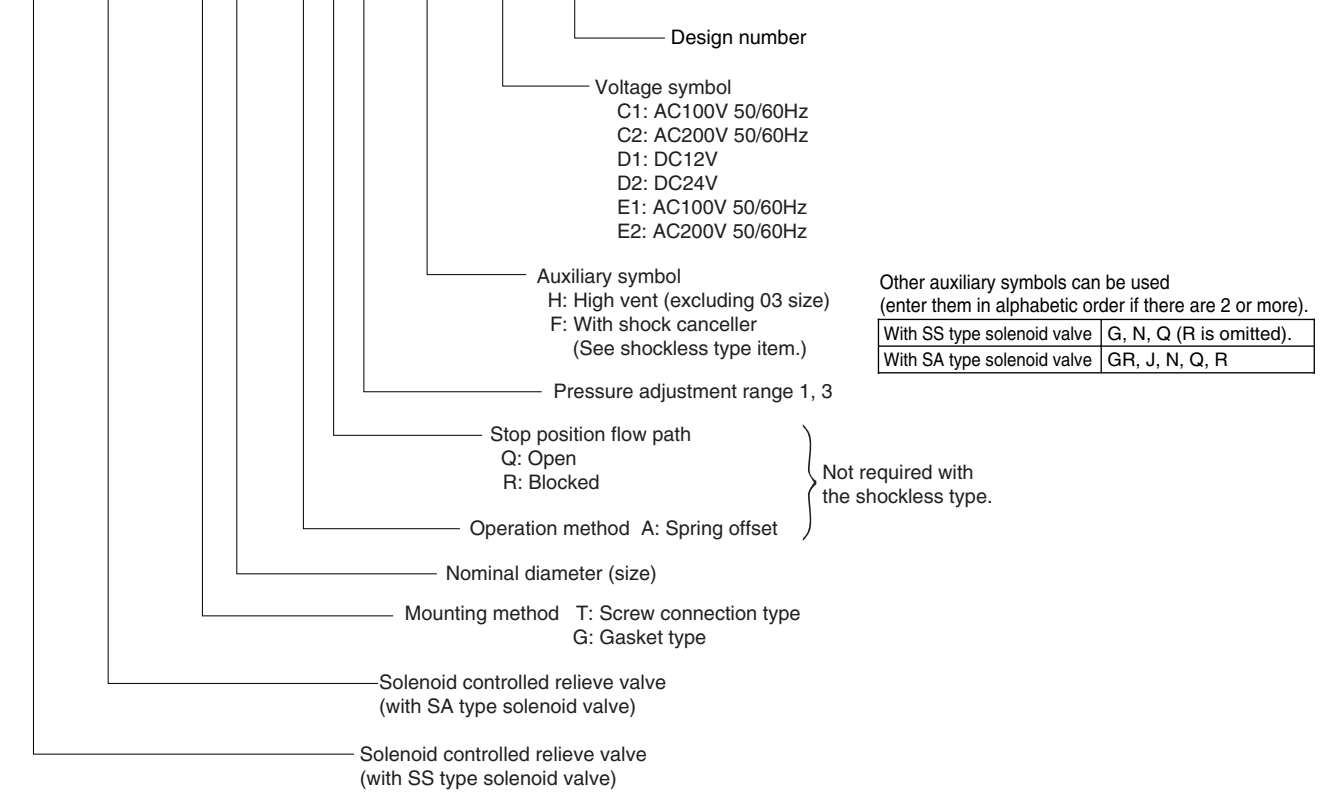 Design number
Voltage symbol
C1: AC100V 50/60Hz
C2: AC200V 50/60Hz
D1: DC12V
D2: DC24V
E1: AC100V 50/60Hz
E2: AC200V 50/60Hz
Auxiliary symbol
H: High vent (excluding 03 size)
F: With shock canceller
(See shockless type item.)
Other auxiliary symbols can be used
(enter them in alphabetic order if there are 2 or more).
With SS type solenoid valve G, N, Q (R is omitted).
With SA type solenoid valve GR, J, N, Q, R
Pressure adjustment range 1, 3
Stop position flow path
Q: Open
R: Blocked
Not required with
the shockless type.
Operation method A: Spring offset
Nominal diameter (size)
Mounting method T: Screw connection type
G: Gasket type
Solenoid controlled relieve valve
(with SA type solenoid valve)
Solenoid controlled relieve valve
(with SS type solenoid valve)